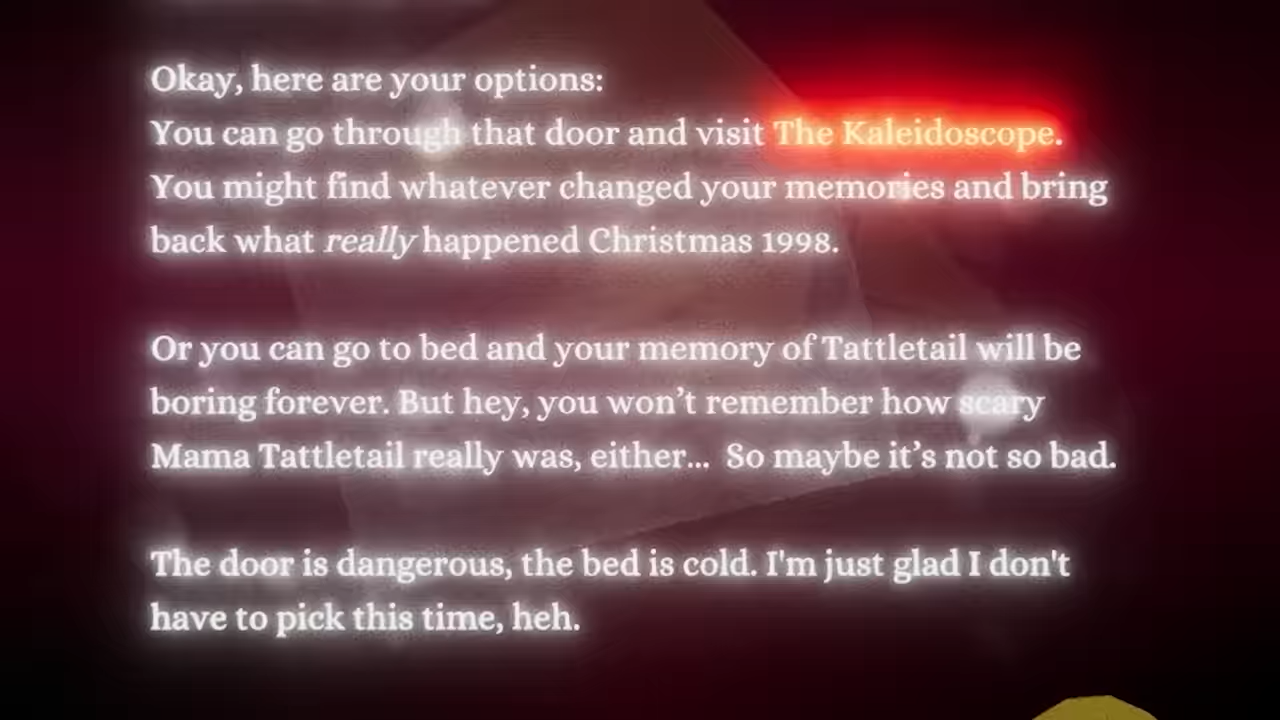 Okay, here are your options:
You can go through that door and visit The Kaleidoscope.
You might find whatever changed your memories and bring
back what really happened Christmas 1998.
Or you can go to bed and your memory of Tattletail will be
boring forever. But hey, you won’t remember how scary
Mama Tattletail really was, either... So maybe it’s not so bad.
The door is dangerous, the bed is cold. I'm just glad I don't
have to pick this time, heh.